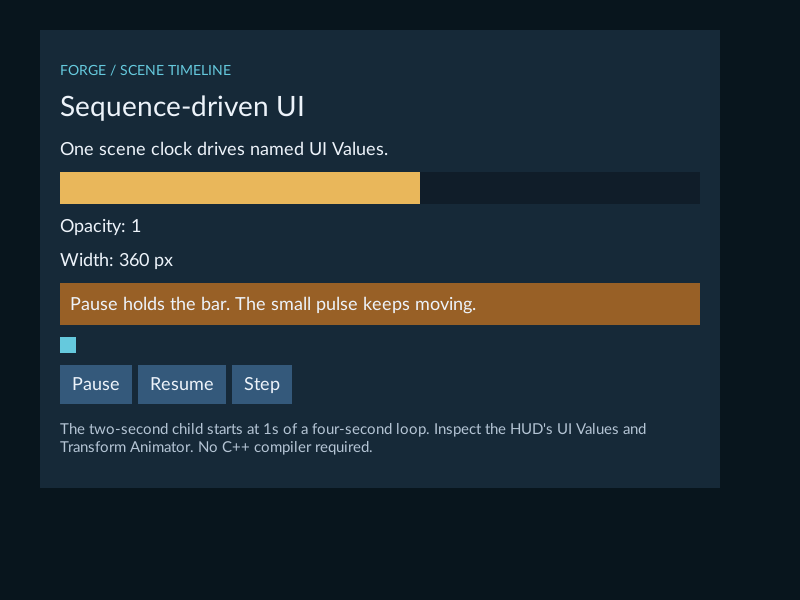 FORGE / SCENE TIMELINE
Sequence-driven UI
One scene clock drives named UI Values.
Opacity: 1
Width: 360 px
Pause holds the bar. The small pulse keeps moving.
Pause Resume Step
The two-second child starts at 1s of a four-second loop. Inspect the HUD's UI Values and
Transform Animator. No C++ compiler required.